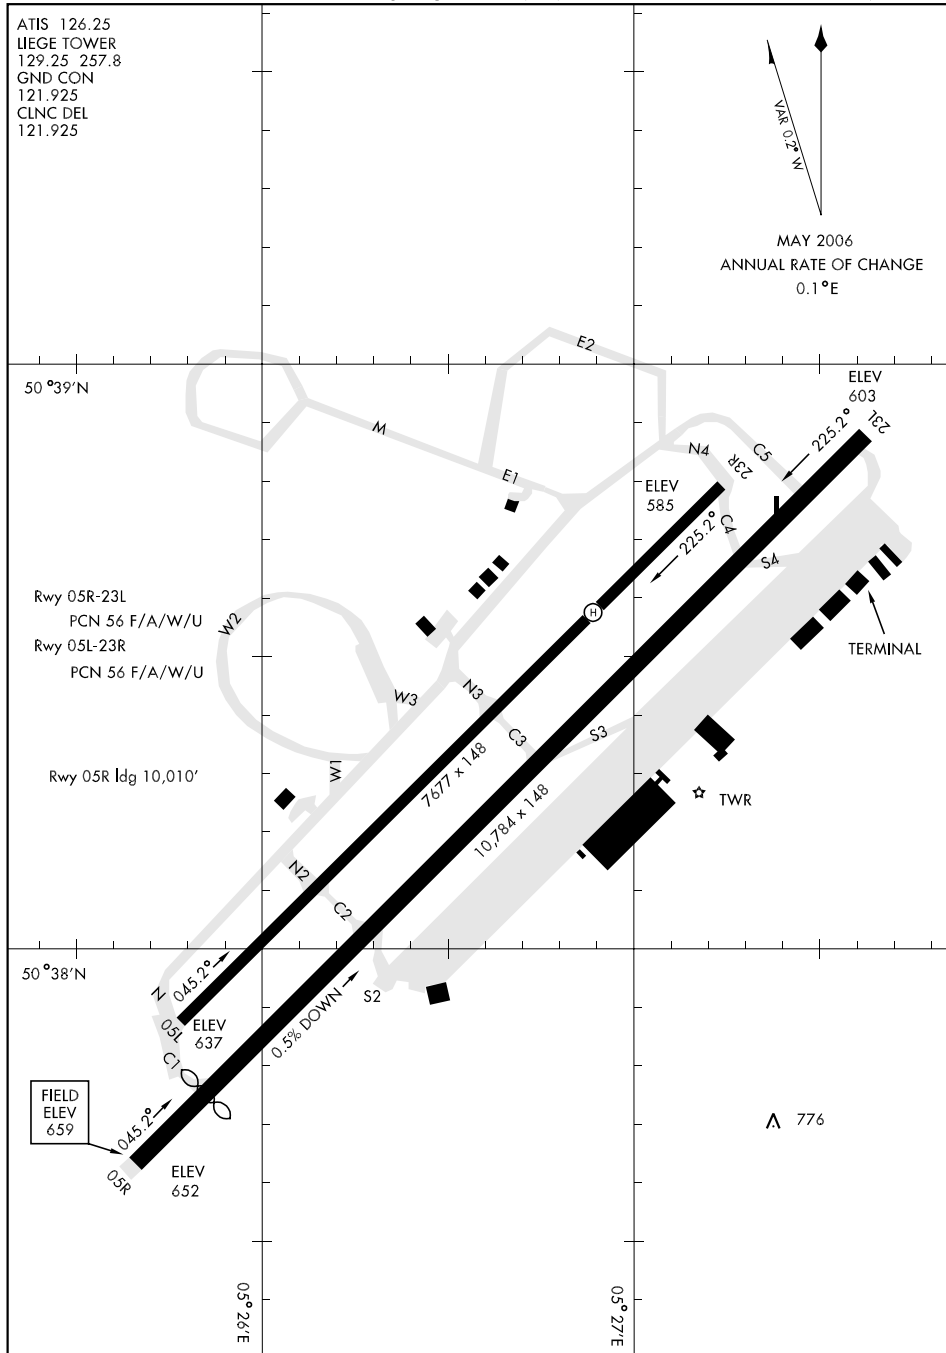 ATIS 126.25
LIEGE TOWER
129.25 257.8
GND CON
121.925
CLNC DEL
121.925
VAR 0.2° W
MAY 2006
ANNUAL RATE OF CHANGE
0.1°E
E2
50 °39'N
ELEV
603
23L
225.2°
M
C5
N4
23R
E1
ELEV
585
C4
225.2°
S4
Rwy 05R-23L
PCN 56 F/A/W/U
Rwy 05L-23R
PCN 56 F/A/W/U
W2
H
TERMINAL
W3
N3
C3
S3
Rwy 05R ldg 10,010'
W1
7677 x 148
10,784 x 148
TWR
N2
C2
50 °38'N
N
045.2°
S2
05L
ELEV
637
0.5% DOWN
C1
FIELD
ELEV
659
045.2°
776
05R
ELEV
652
05°26'E
05°27'E